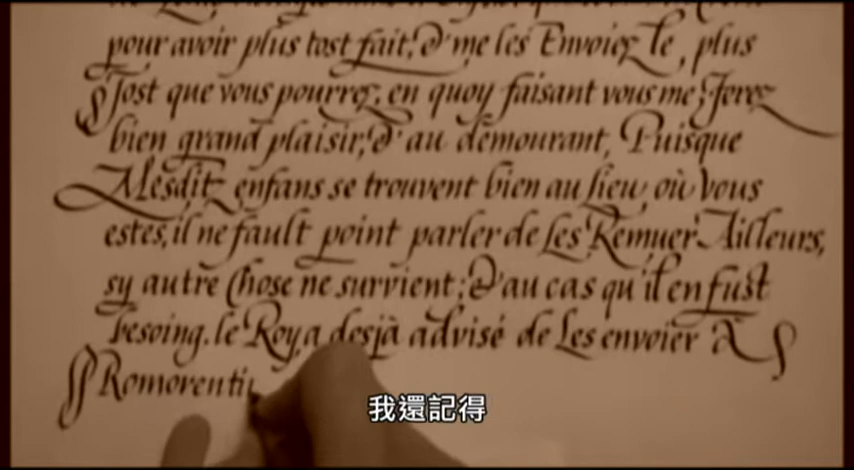 pour avoir plus tost fait, & me les Envoiez le, plus
Tost que vous pourrez, en quoy faisant vous me, ferez
bien grand plaisir, & au demourant, Puisque
Mesditz enfans se trouvent bien au lieu, où vous
estes, il ne fault point parler de les Remuer Ailleurs,
sy autre Chose ne survient; & au cas qu'il en fust
besoing. le Roy a desjà advisé de Les envoier A
Romorenti
我還記得